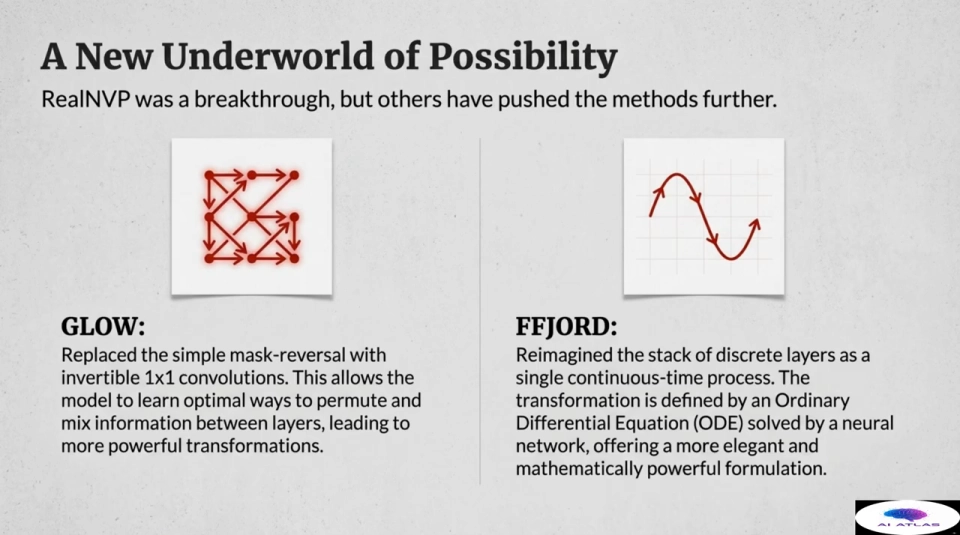 A New Underworld of Possibility
RealNVP was a breakthrough, but others have pushed the methods further.
GLOW:
Replaced the simple mask-reversal with
invertible 1x1 convolutions. This allows the
model to learn optimal ways to permute and
mix information between layers, leading to
more powerful transformations.
FFJORD:
Reimagined the stack of discrete layers as a
single continuous-time process. The
transformation is defined by an Ordinary
Differential Equation (ODE) solved by a neural
network, offering a more elegant and
mathematically powerful formulation.
AI ATLAS